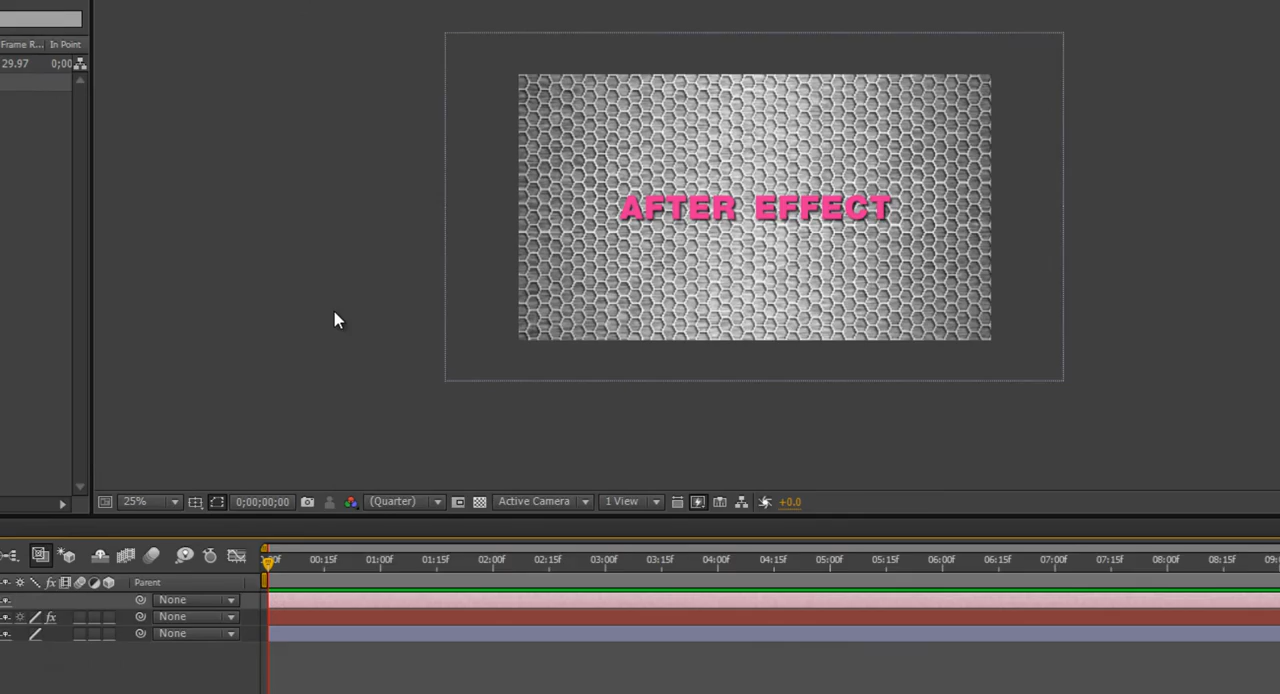 Frame R... In Point
29.97 0;00
AFTER EFFECT
25% 0;00;00;00 (Quarter) Active Camera 1 View +0.0
00:15f 01:00f 01:15f 02:00f 02:15f 03:00f 03:15f 04:00f 04:15f 05:00f 05:15f 06:00f 06:15f 07:00f 07:15f 08:00f 08:15f
fx Parent
None
fx None
None